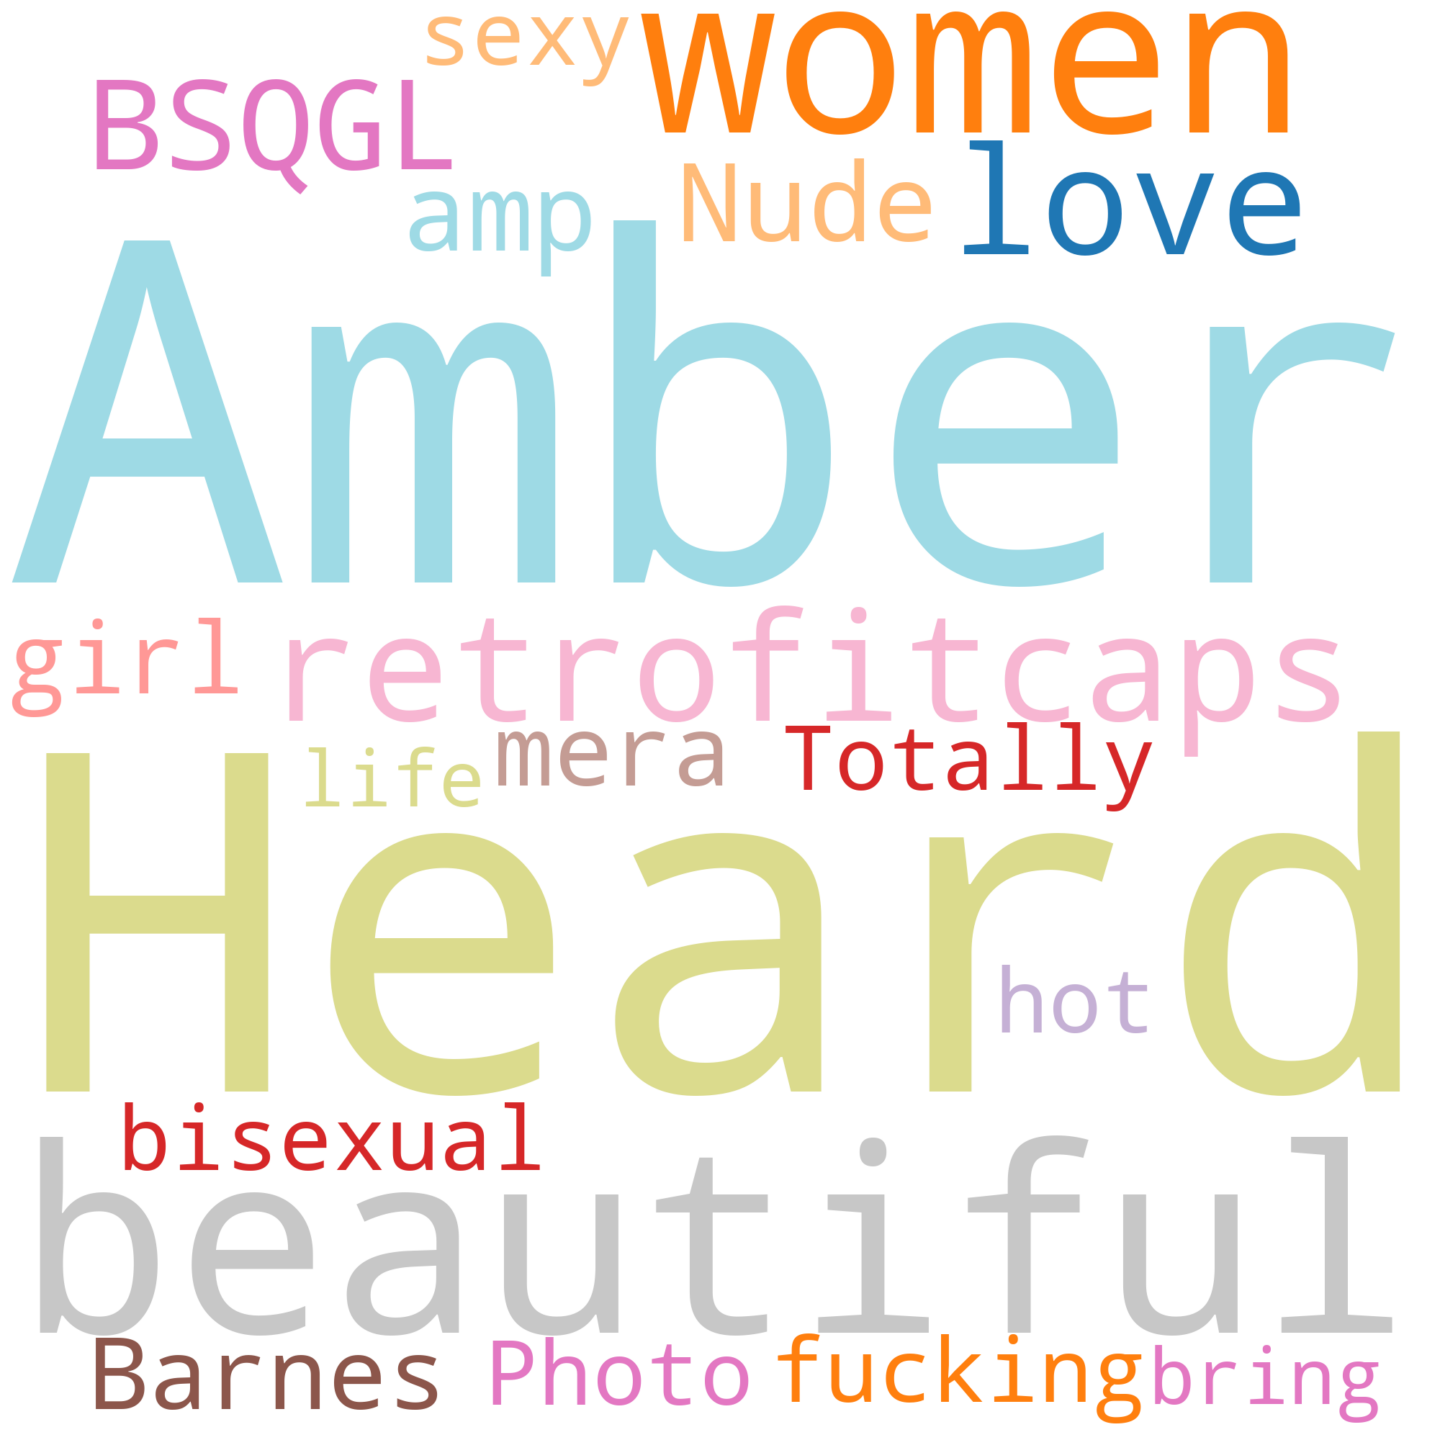 sexy women
BSQGL
amp Nude love
Amber
girl retrofitcaps
life mera Totally
Heard
hot
bisexual
beautiful
Barnes Photo fucking bring